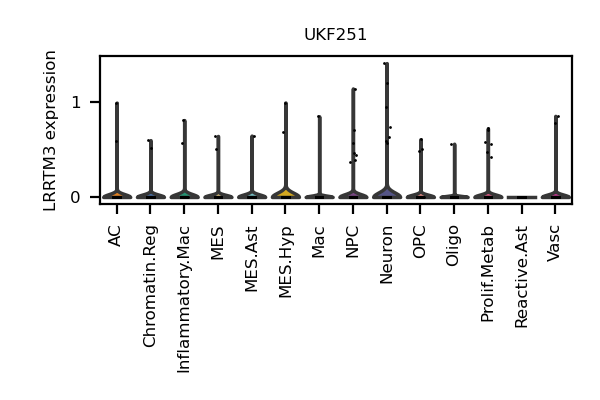 UKF251
LRRTM3 expression
1
0
AC
Chromatin.Reg
Inflammatory.Mac
MES
MES.Ast
MES.Hyp
Mac
NPC
Neuron
OPC
Oligo
Prolif.Metab
Reactive.Ast
Vasc